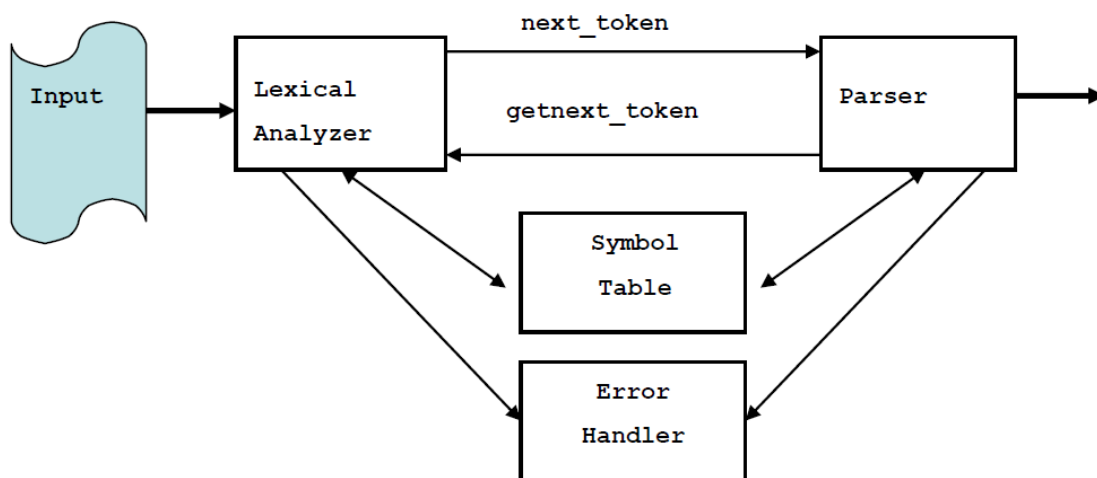 next_token
Input
Lexical
Analyzer
getnext_token
Parser
Symbol
Table
Error
Handler